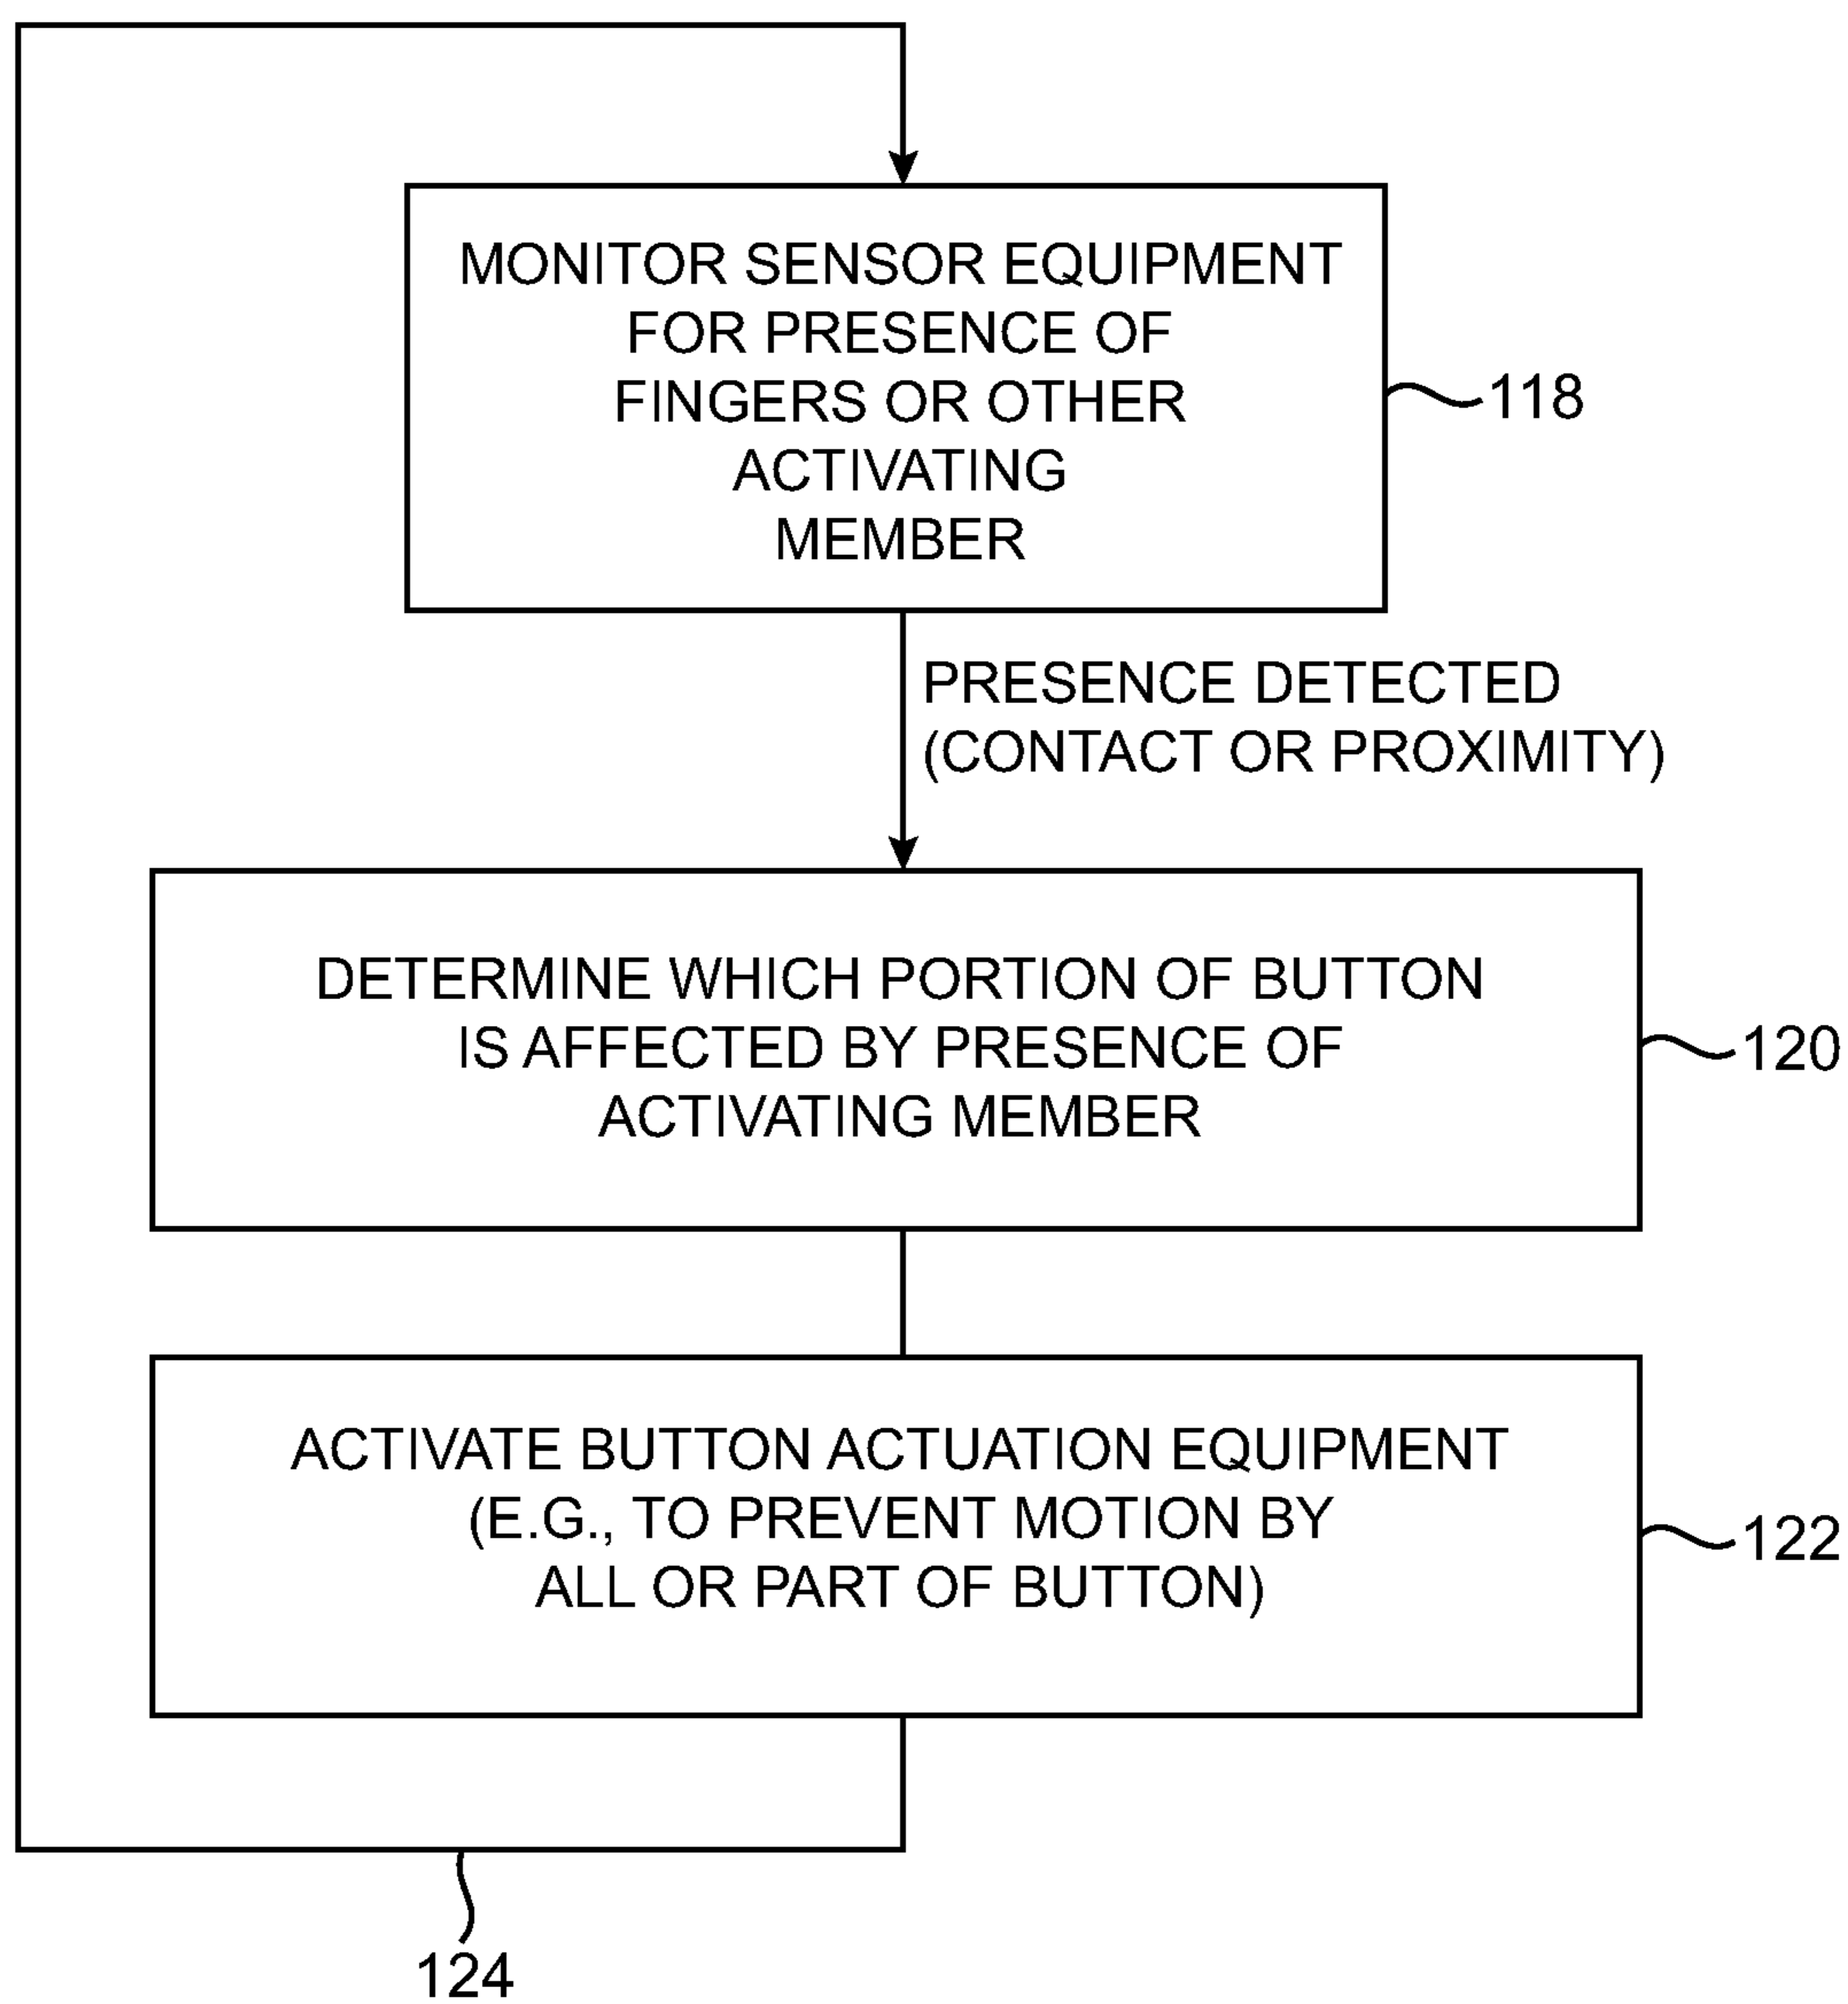 MONITOR SENSOR EQUIPMENT
FOR PRESENCE OF
FINGERS OR OTHER
ACTIVATING
MEMBER
118
PRESENCE DETECTED
(CONTACT OR PROXIMITY)
DETERMINE WHICH PORTION OF BUTTON
IS AFFECTED BY PRESENCE OF
ACTIVATING MEMBER
120
ACTIVATE BUTTON ACTUATION EQUIPMENT
(E.G., TO PREVENT MOTION BY
ALL OR PART OF BUTTON)
122
124